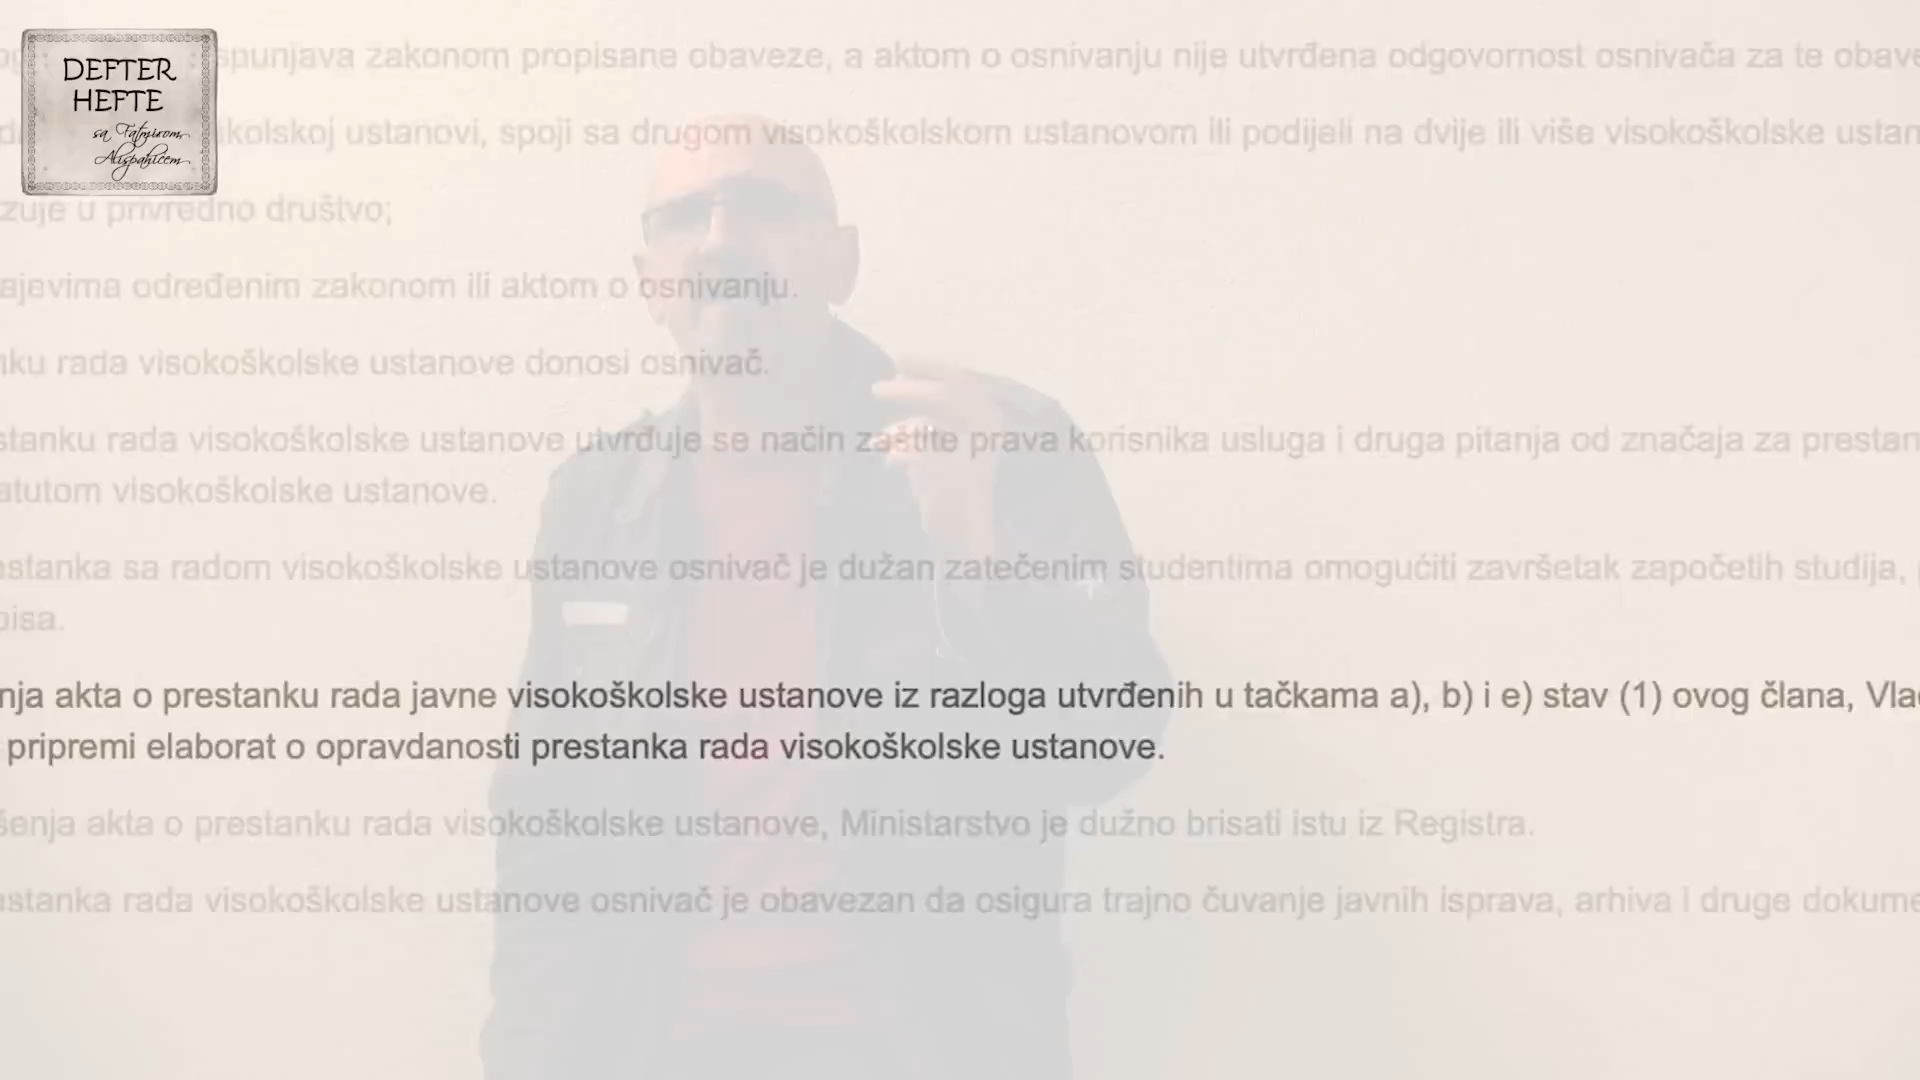 DEFTER
HEFTE
sa Fatmirom
Alispahićem
spunjava zakonom propisane obaveze, a aktom o osnivanju nije utvrđena odgovornost osnivača za te obave
kolskoj ustanovi, spoji sa drugom visokoškolskom ustanovom ili podijeli na dvije ili više visokoškolske ustan
zuje u privredno društvo;
ajevima određenim zakonom ili aktom o osnivanju.
nku rada visokoškolske ustanove donosi osnivač.
stanku rada visokoškolske ustanove utvrđuje se način zaštite prava korisnika usluga i druga pitanja od značaja za prestan
atutom visokoškolske ustanove.
astanka sa radom visokoškolske ustanove osnivač je dužan zatečenim studentima omogućiti završetak započetih studija,
pisa.
nja akta o prestanku rada javne visokoškolske ustanove iz razloga utvrđenih u tačkama a), b) i e) stav (1) ovog člana, Vla
pripremi elaborat o opravdanosti prestanka rada visokoškolske ustanove.
šenja akta o prestanku rada visokoškolske ustanove, Ministarstvo je dužno brisati istu iz Registra.
astanka rada visokoškolske ustanove osnivač je obavezan da osigura trajno čuvanje javnih isprava, arhiva i druge dokume